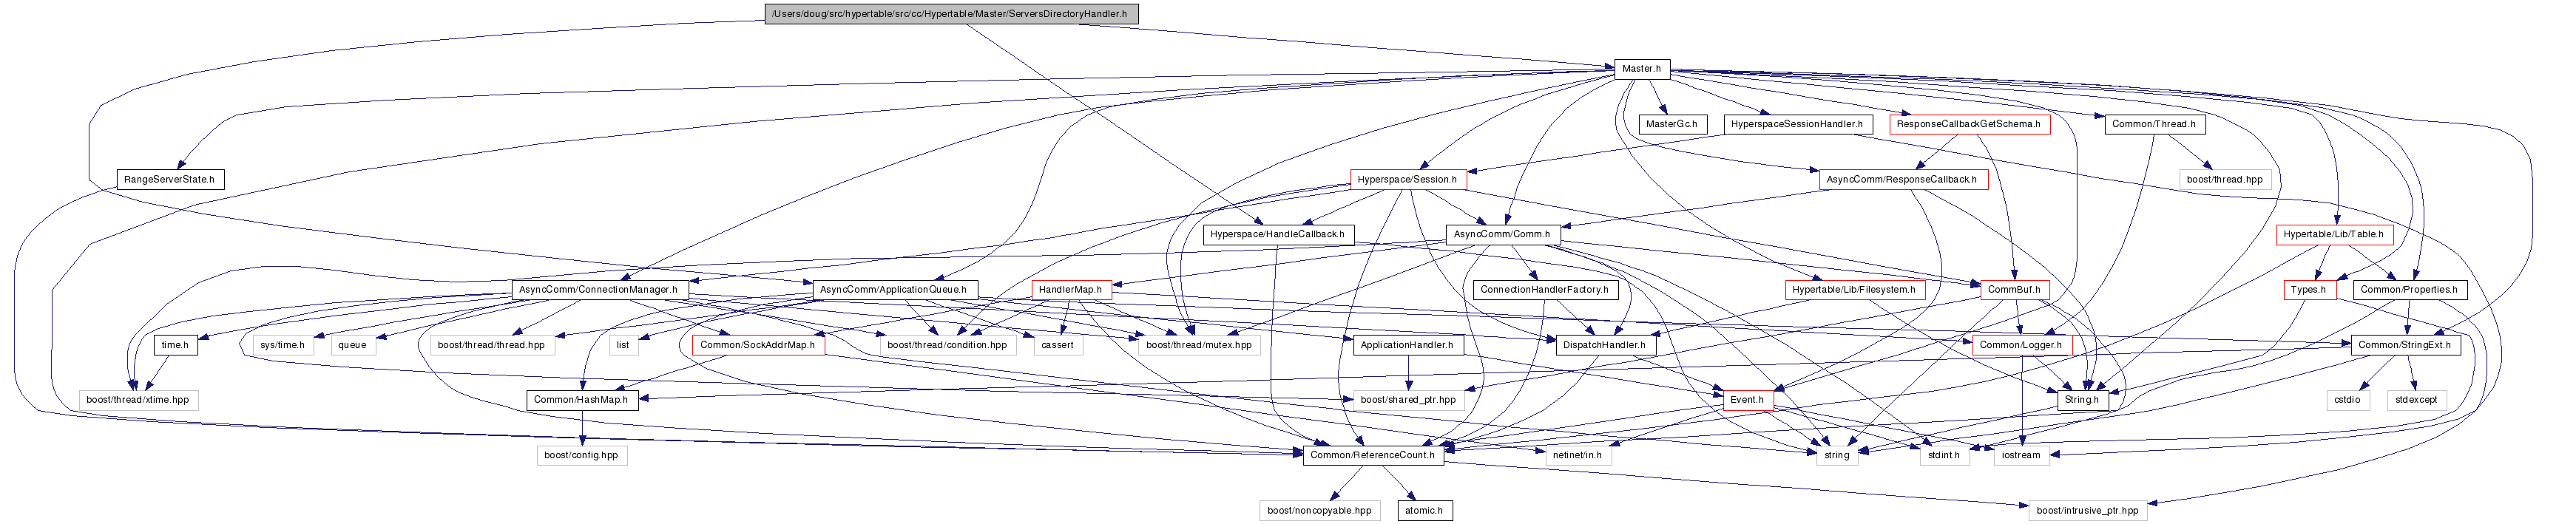 /Users/doug/src/hypertable/src/cc/Hypertable/Master/ServersDirectoryHandler.h
Master.h
MasterGc.h
HyperspaceSessionHandler.h
ResponseCallbackGetSchema.h
Common/Thread.h
RangeServerState.h
Hyperspace/Session.h
AsyncComm/ResponseCallback.h
boost/thread.hpp
Hyperspace/HandleCallback.h
AsyncComm/Comm.h
Hypertable/Lib/Table.h
AsyncComm/ConnectionManager.h
AsyncComm/ApplicationQueue.h
HandlerMap.h
ConnectionHandlerFactory.h
Hypertable/Lib/Filesystem.h
CommBuf.h
Types.h
Common/Properties.h
time.h
sys/time.h
queue
boost/thread/thread.hpp
list
Common/SockAddrMap.h
boost/thread/condition.hpp
cassert
boost/thread/mutex.hpp
ApplicationHandler.h
DispatchHandler.h
Common/Logger.h
Common/StringExt.h
boost/thread/xtime.hpp
Common/HashMap.h
boost/shared_ptr.hpp
Event.h
String.h
cstdio
stdexcept
boost/config.hpp
Common/ReferenceCount.h
netinet/in.h
string
stdint.h
iostream
boost/noncopyable.hpp
atomic.h
boost/intrusive_ptr.hpp